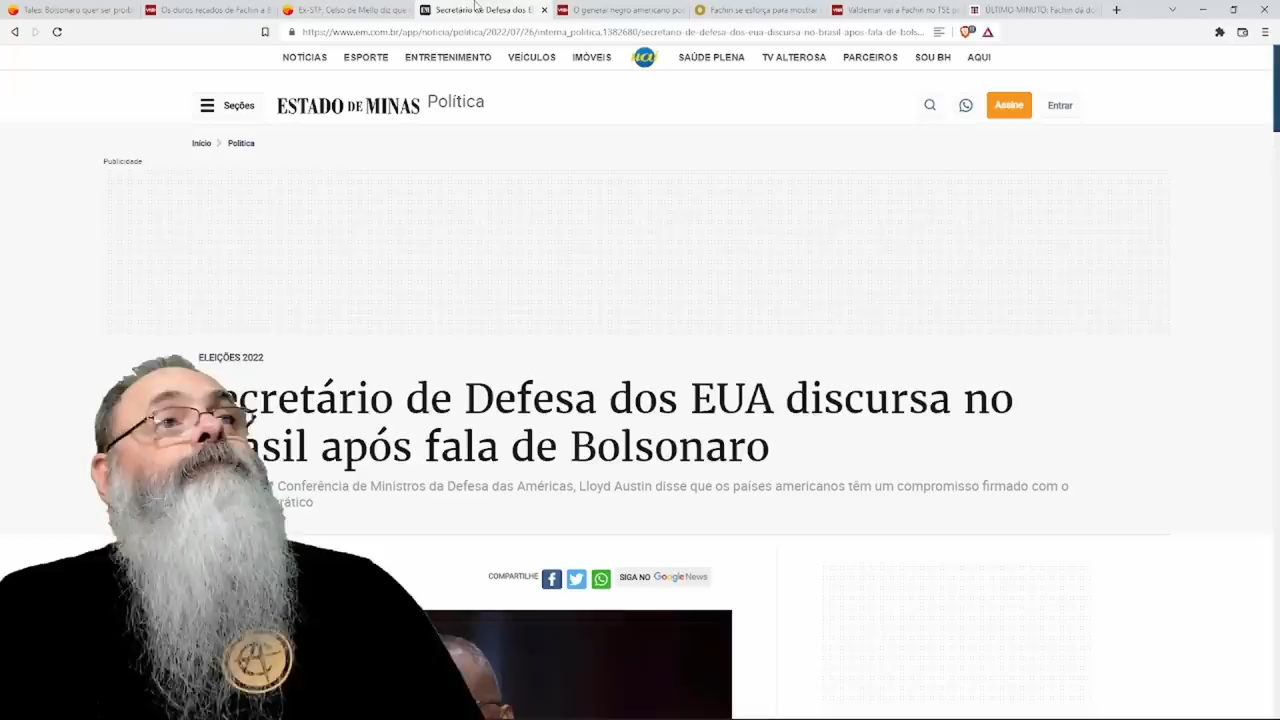 Tales: Bolsonaro quer ser proib
Os duros recados de Fachin a B
Ex-STF, Celso de Mello diz que
Secretário de Defesa dos E
O general negro americano po
Fachin se esforça para mostrar
Valdemar vai a Fachin no TSE p
ÚLTIMO MINUTO: Fachin dá d
https://www.em.com.br/app/noticia/politica/2022/07/26/interna_politica,1382680/secretario-de-defesa-dos-eua-discursa-no-brasil-apos-fala-de-bols...
NOTÍCIAS ESPORTE ENTRETENIMENTO VEÍCULOS IMÓVEIS uai SAÚDE PLENA TV ALTEROSA PARCEIROS SOU BH AQUI
Seções ESTADO DE MINAS Política Assine Entrar
Início Política
Publicidade
ELEIÇÕES 2022
ecretário de Defesa dos EUA discursa no
asil após fala de Bolsonaro
Conferência de Ministros da Defesa das Américas, Lloyd Austin disse que os países americanos têm um compromisso firmado com o
rático
COMPARTILHE SIGA NO Google News